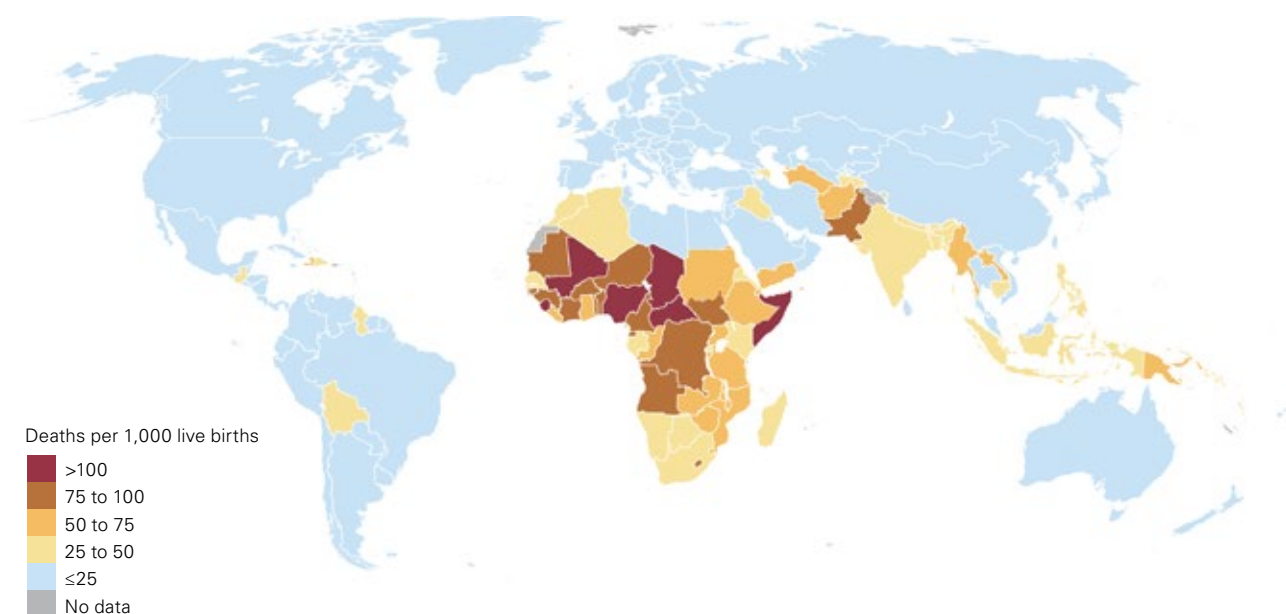 Deaths per 1,000 live births
>100
75 to 100
50 to 75
25 to 50
≤25
No data